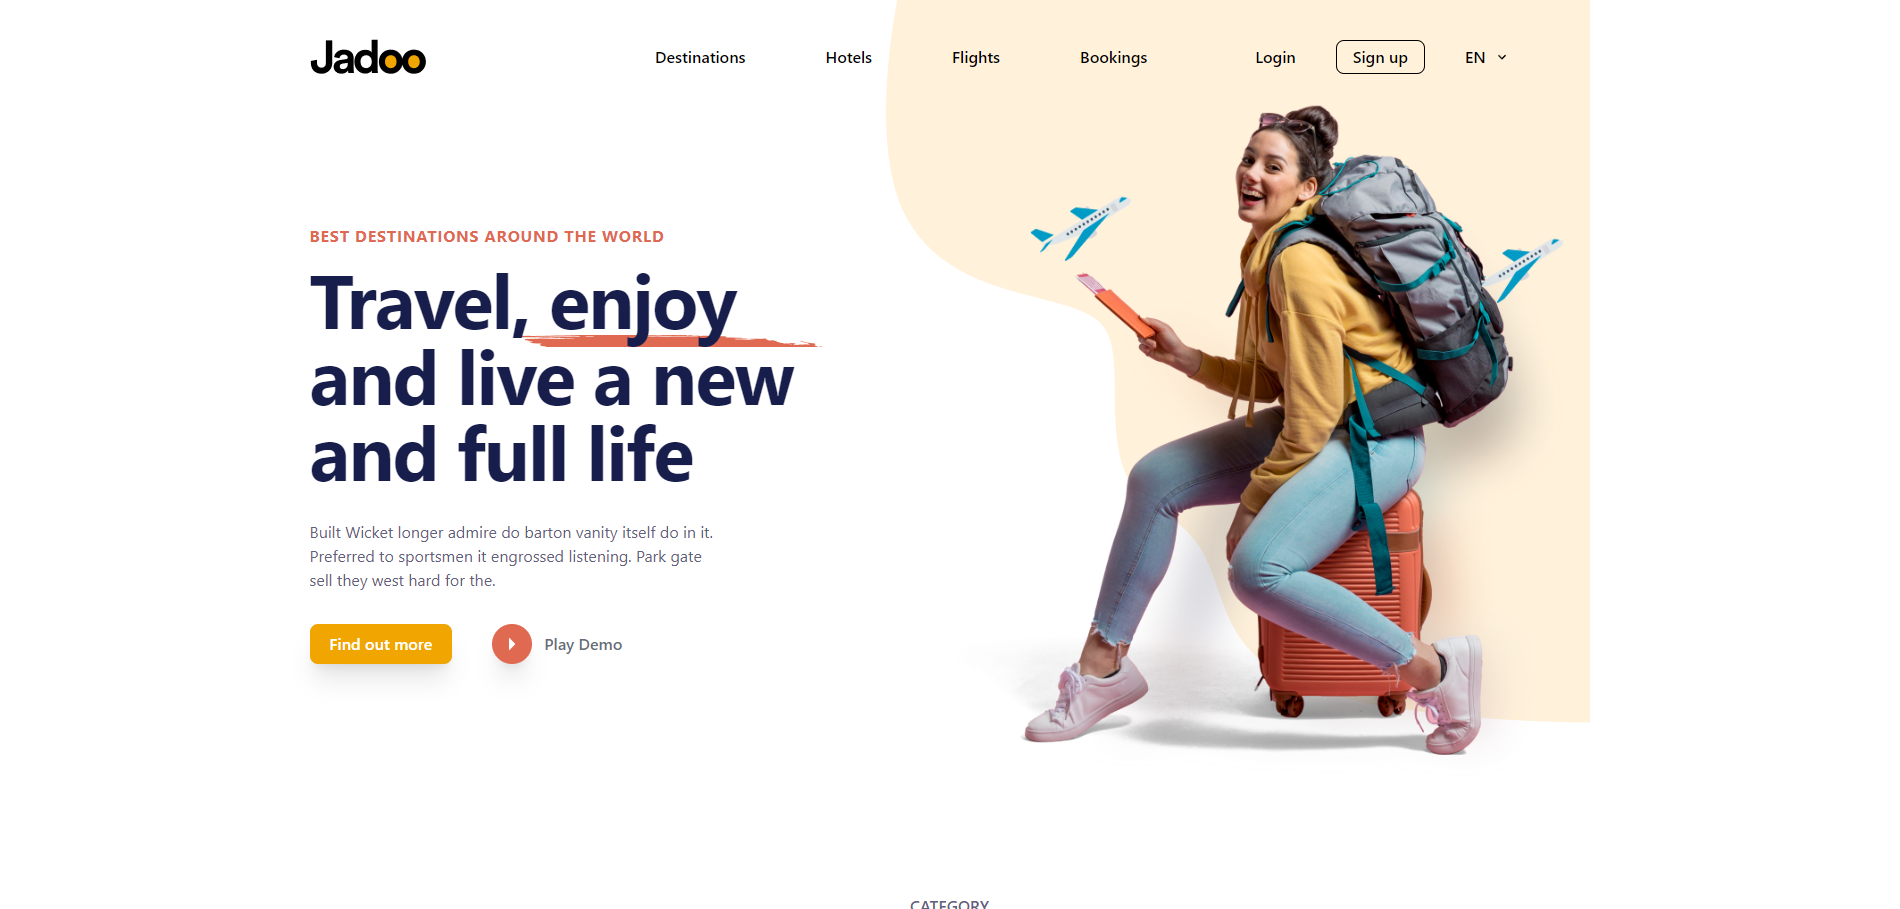 Jadoo
Destinations
Hotels
Flights
Bookings
Login
Sign up
EN
BEST DESTINATIONS AROUND THE WORLD
Travel, enjoy
and live a new
and full life
Built Wicket longer admire do barton vanity itself do in it.
Preferred to sportsmen it engrossed listening. Park gate
sell they west hard for the.
Find out more
Play Demo
CATEGORY